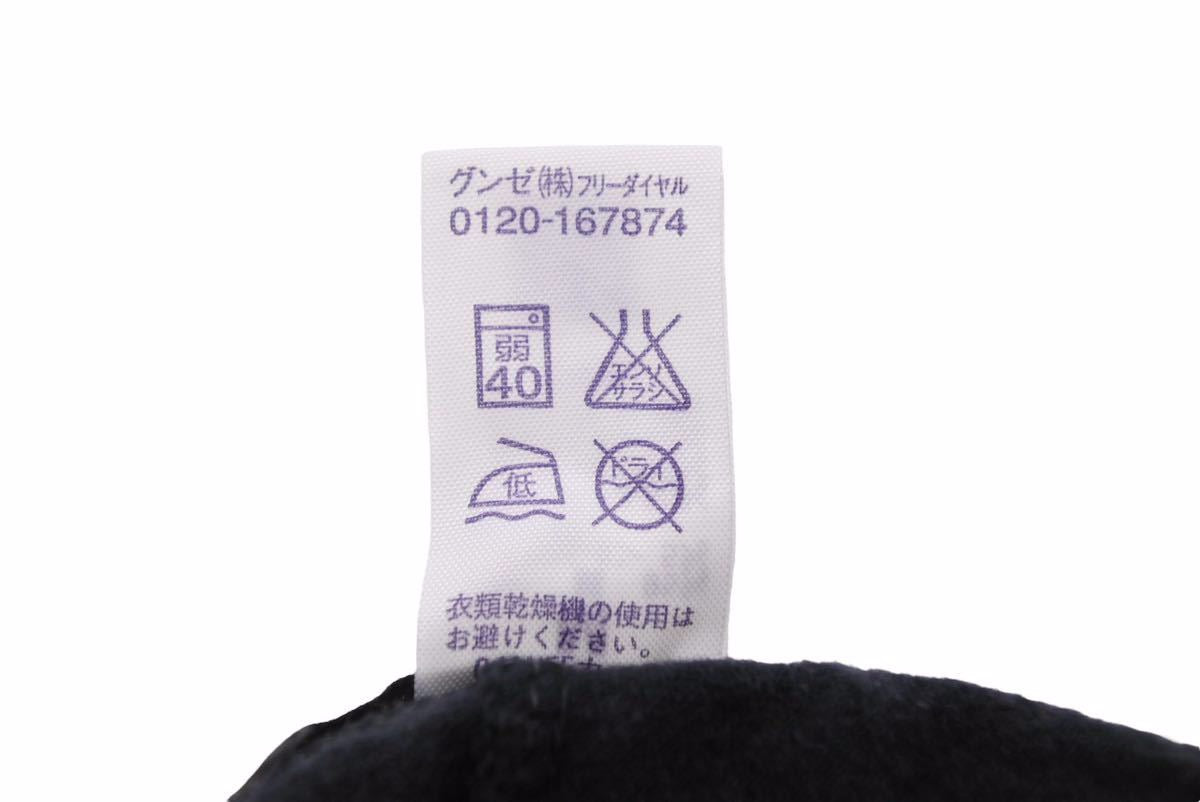 グンゼ(株)フリーダイヤル
0120-167874
弱
40
エンソ
サラシ
低
ドライ
衣類乾燥機の使用は
お避けください。